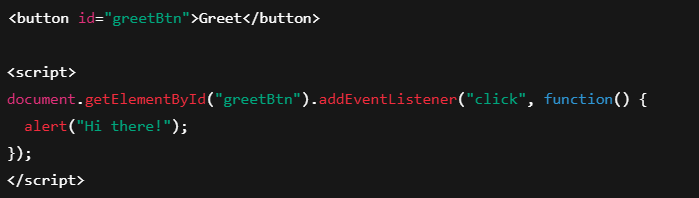 <button id="greetBtn">Greet</button>

<script>
document.getElementById("greetBtn").addEventListener("click", function() {
  alert("Hi there!");
});
</script>